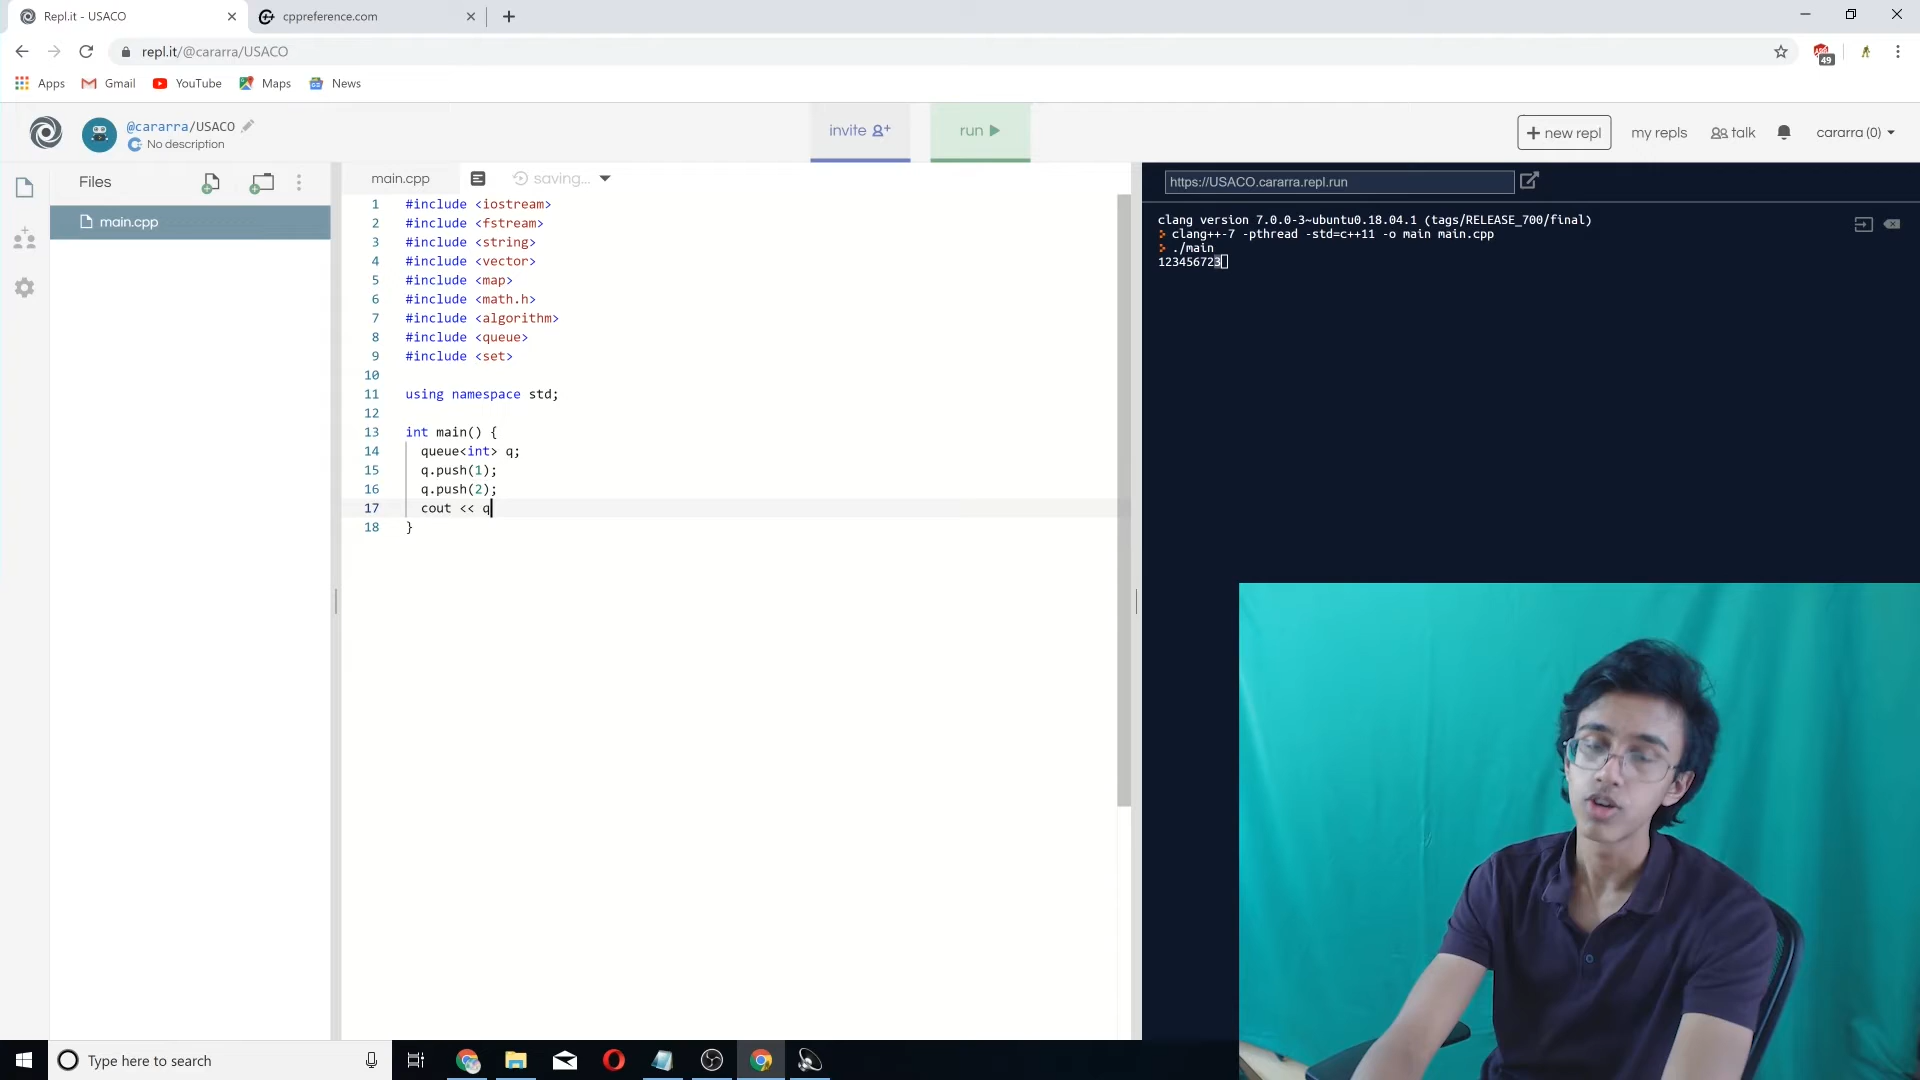 Repl.it - USACO
cppreference.com
repl.it/@cararra/USACO
49
Apps
Gmail
YouTube
Maps
News
@cararra/USACO
No description
invite
run
new repl
my repls
talk
cararra (0)
Files
main.cpp
main.cpp
saving...
https://USACO.cararra.repl.run
1 #include <iostream>
2 #include <fstream>
3 #include <string>
4 #include <vector>
5 #include <map>
6 #include <math.h>
7 #include <algorithm>
8 #include <queue>
9 #include <set>
10
11 using namespace std;
12
13 int main() {
14 queue<int> q;
15 q.push(1);
16 q.push(2);
17 cout << q
18 }
clang version 7.0.0-3~ubuntu0.18.04.1 (tags/RELEASE_700/final)
> clang++-7 -pthread -std=c++11 -o main main.cpp
> ./main
123456723
Type here to search